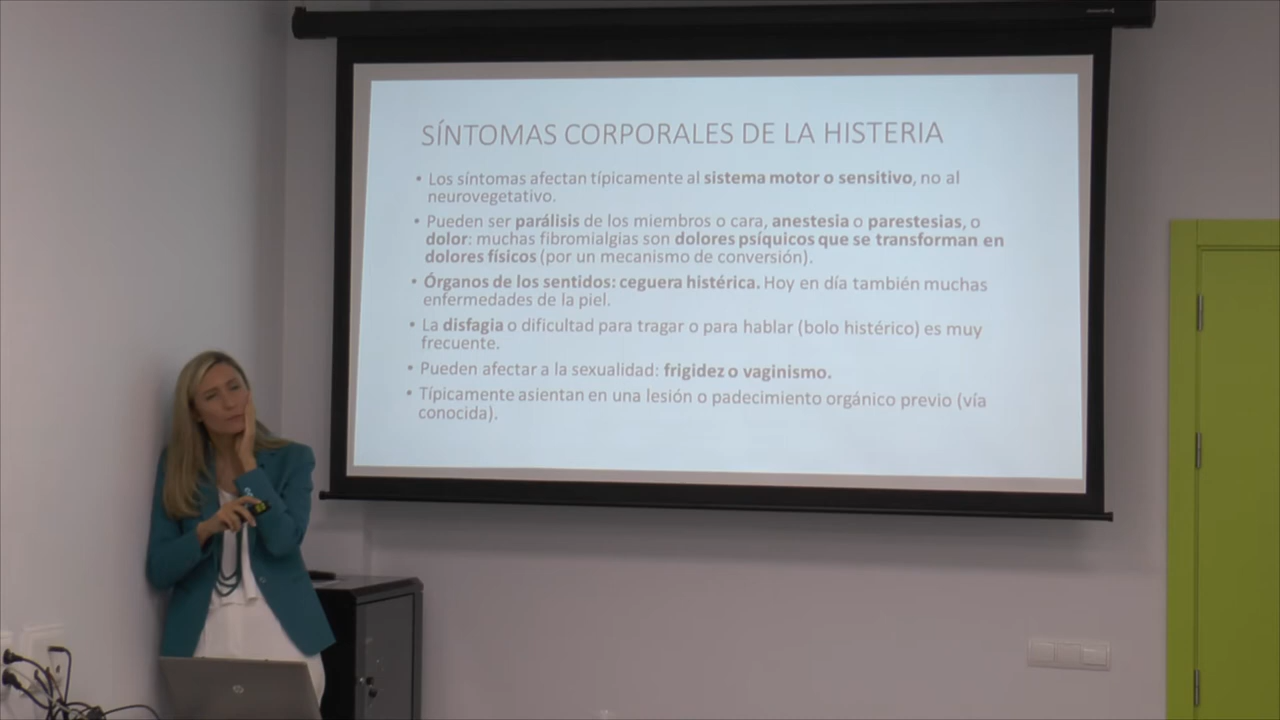 SÍNTOMAS CORPORALES DE LA HISTERIA
• Los síntomas afectan típicamente al sistema motor o sensitivo, no al
neurovegetativo.
• Pueden ser parálisis de los miembros o cara, anestesia o parestesias, o
dolor: muchas fibromialgias son dolores psíquicos que se transforman en
dolores físicos (por un mecanismo de conversión).
• Órganos de los sentidos: ceguera histérica. Hoy en día también muchas
enfermedades de la piel.
• La disfagia o dificultad para tragar o para hablar (bolo histérico) es muy
frecuente.
• Pueden afectar a la sexualidad: frigidez o vaginismo.
• Típicamente asientan en una lesión o padecimiento orgánico previo (vía
conocida).
hp